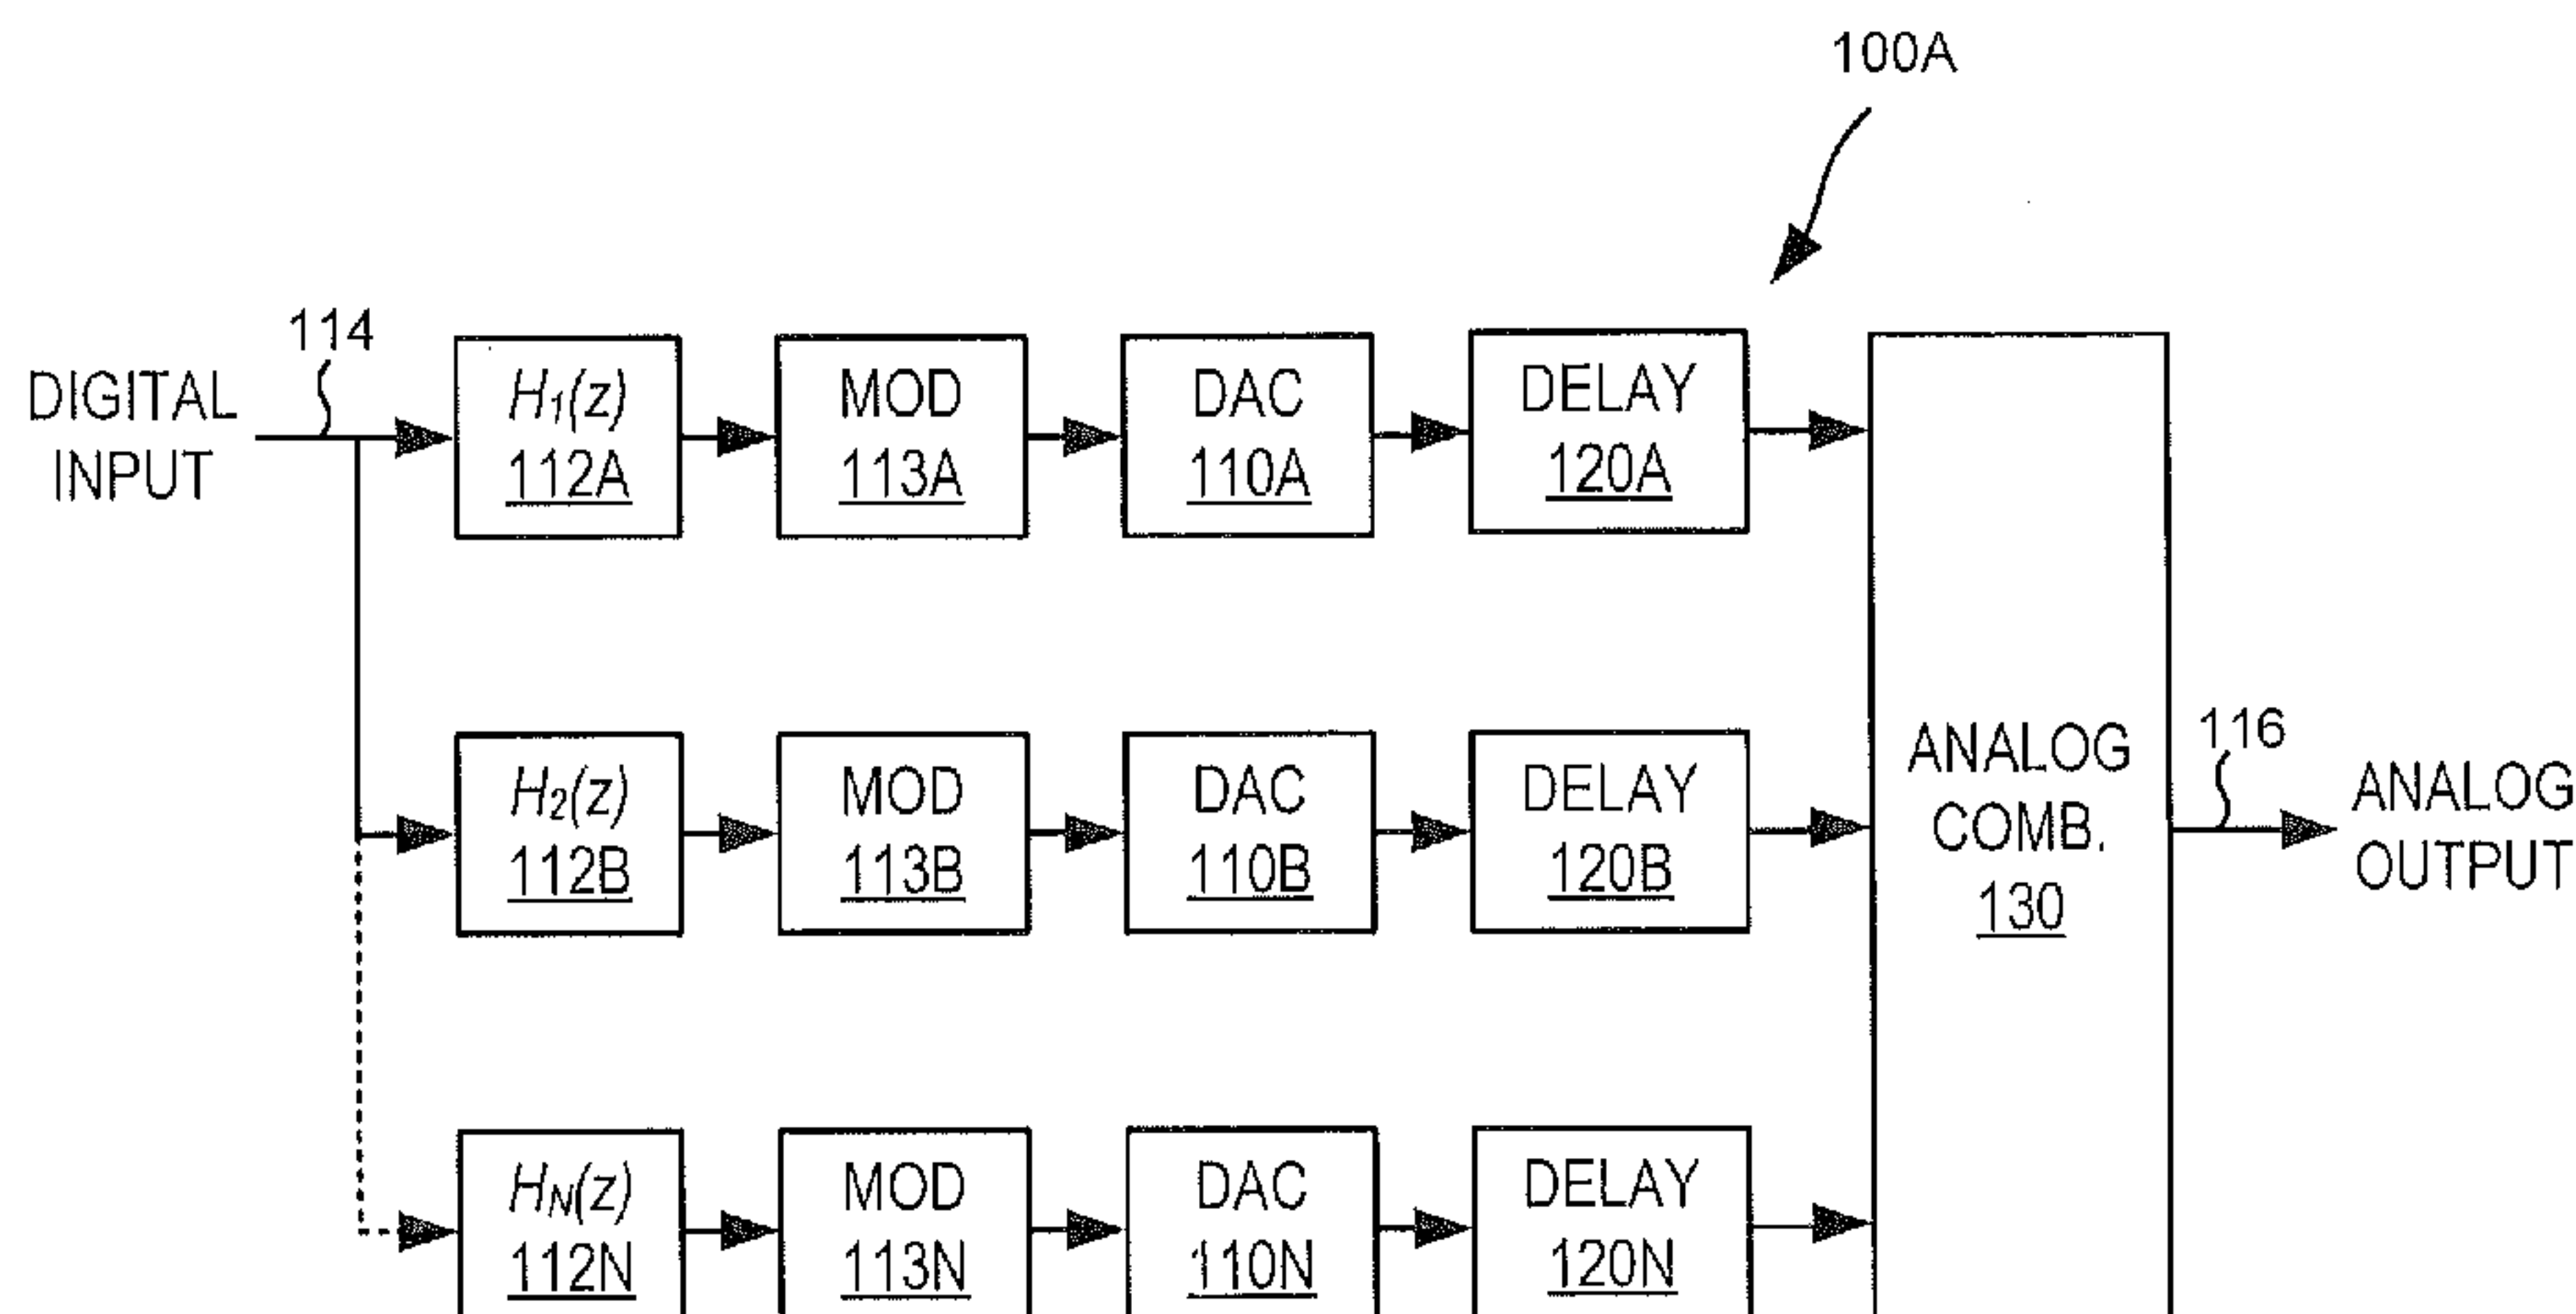 100A
114
DIGITAL
INPUT
H1(z)
112A
MOD
113A
DAC
110A
DELAY
120A
H2(z)
112B
MOD
113B
DAC
110B
DELAY
120B
ANALOG
COMB.
130
116
ANALOG
OUTPUT
HN(z)
112N
MOD
113N
DAC
110N
DELAY
120N